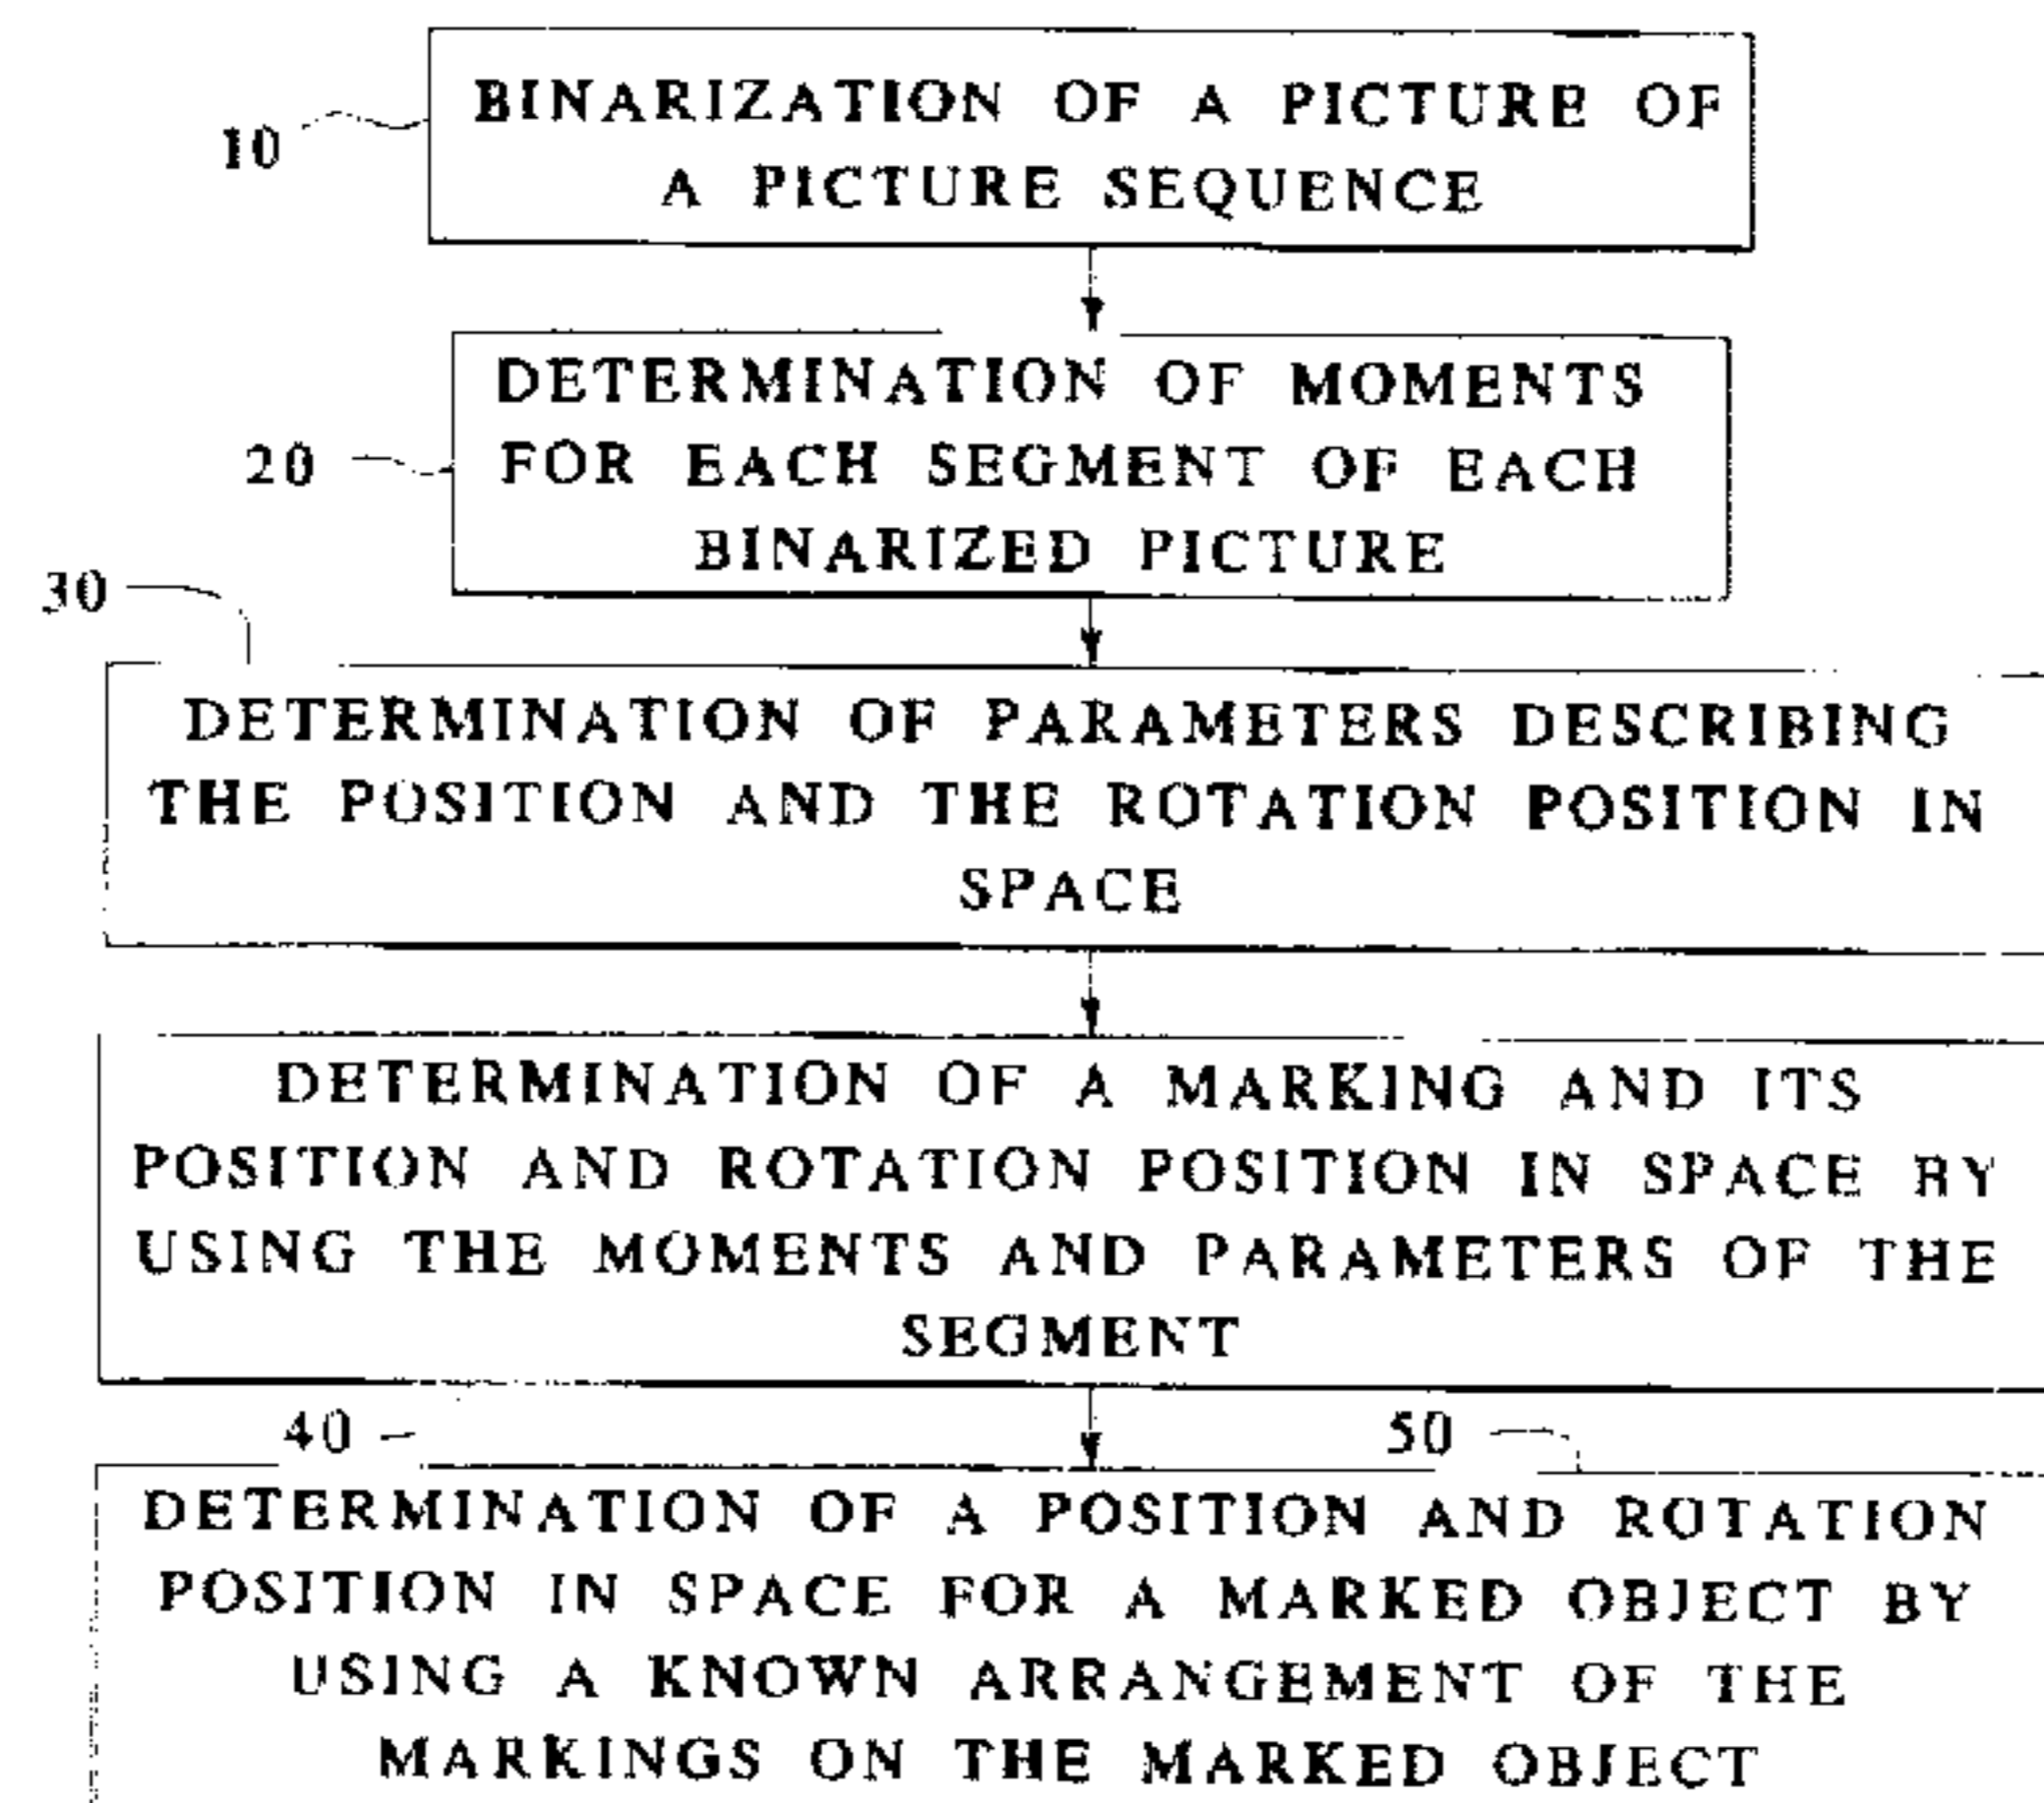 BINARIZATION OF A PICTURE OF
10
A PICTURE SEQUENCE
DETERMINATION OF MOMENTS
20
FOR EACH SEGMENT OF EACH
BINARIZED PICTURE
30
DETERMINATION OF PARAMETERS DESCRIBING
THE POSITION AND THE ROTATION POSITION IN
SPACE
DETERMINATION OF A MARKING AND ITS
POSITION AND ROTATION POSITION IN SPACE BY
USING THE MOMENTS AND PARAMETERS OF THE
SEGMENT
40
50
DETERMINATION OF A POSITION AND ROTATION
POSITION IN SPACE FOR A MARKED OBJECT BY
USING A KNOWN ARRANGEMENT OF THE
MARKINGS ON THE MARKED OBJECT